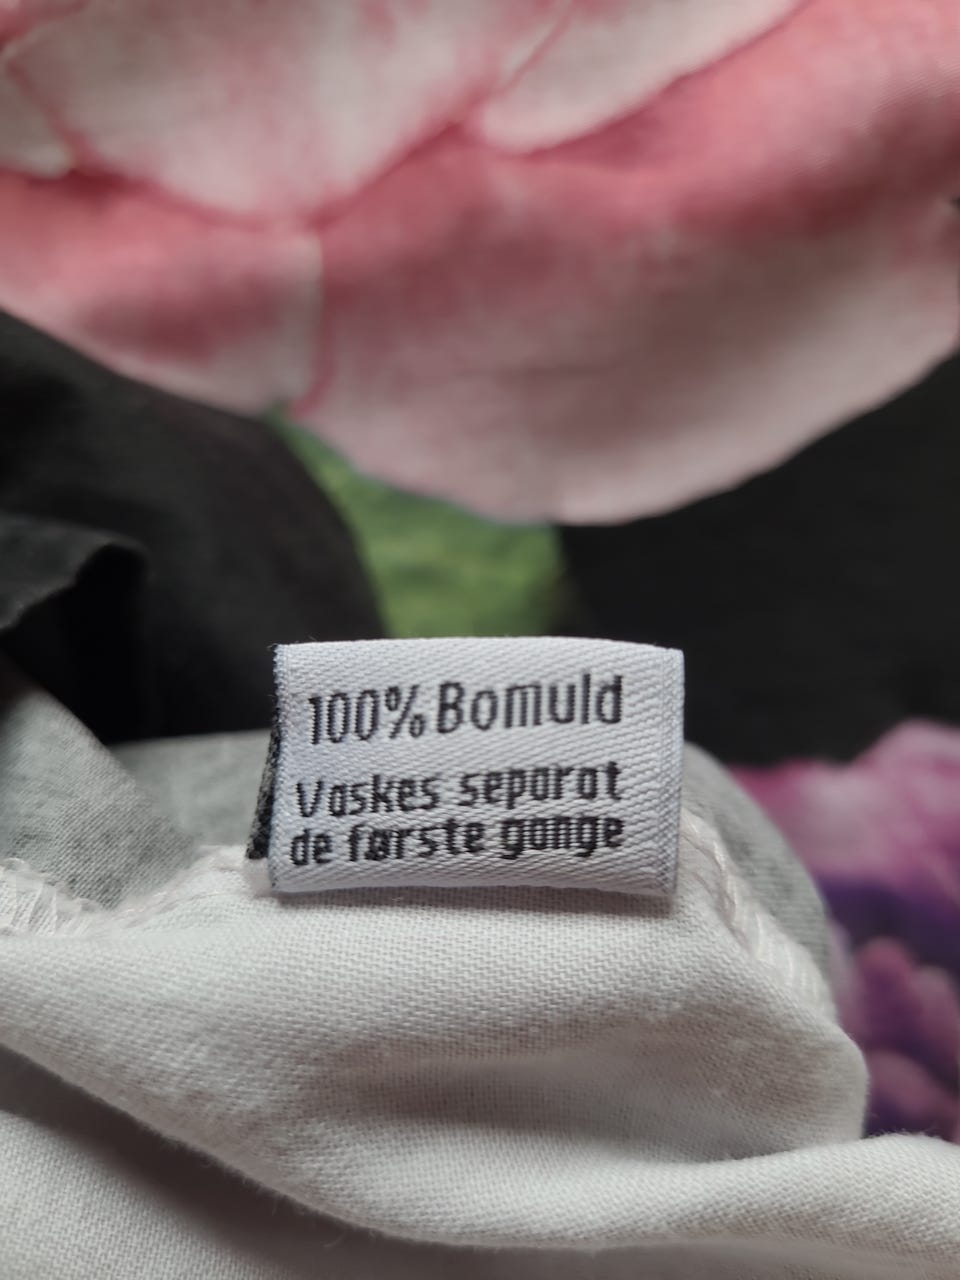 100% Bomuld
Vaskes separat
de første gange